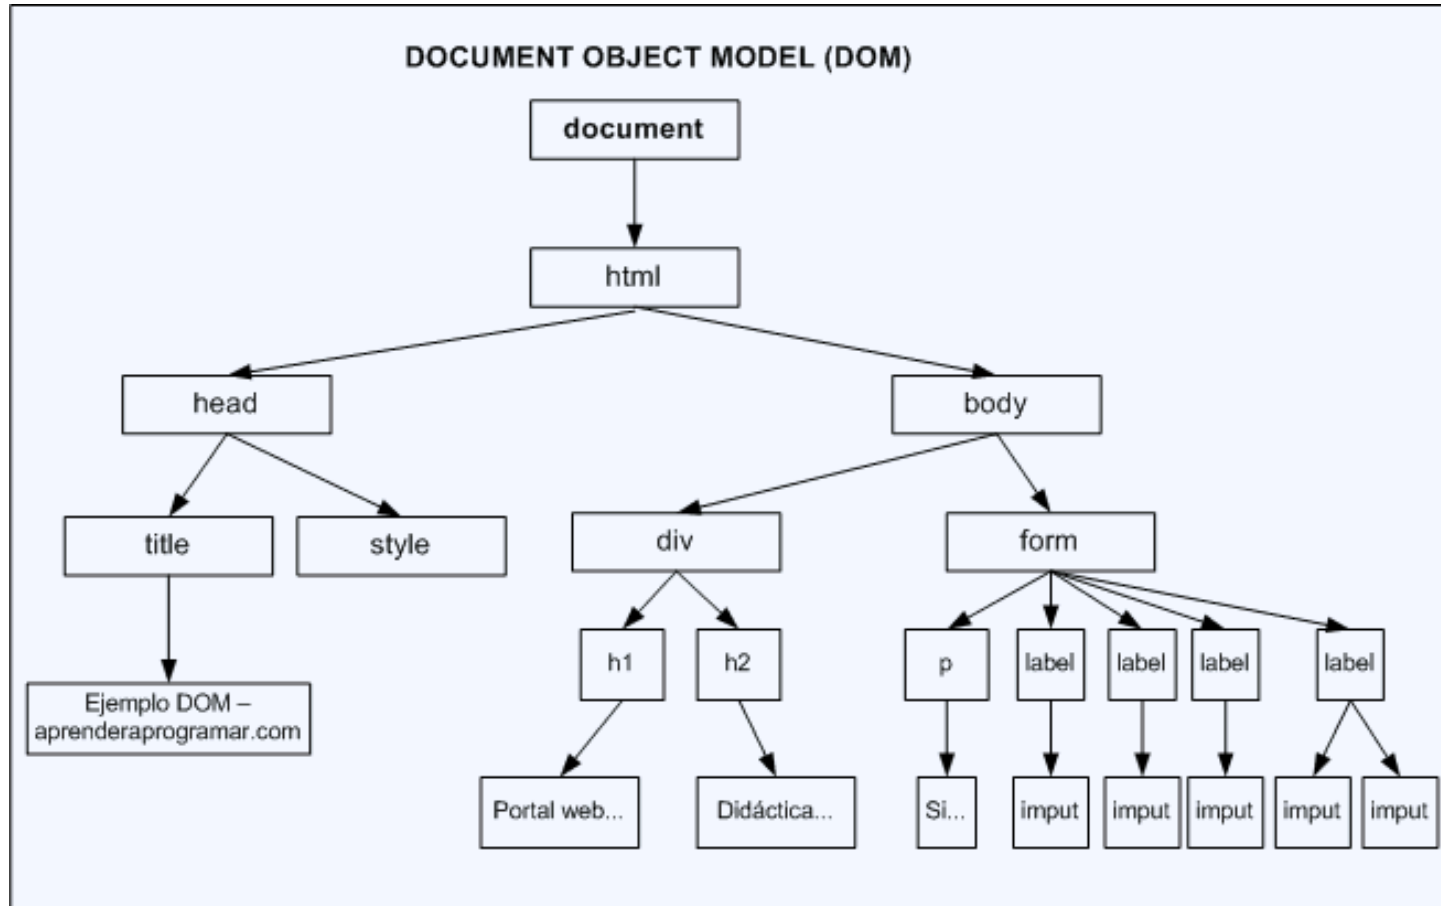 DOCUMENT OBJECT MODEL (DOM)
document
html
head
body
title
style
div
form
h1
h2
p
label
label
label
label
Ejemplo DOM –
aprenderaprogramar.com
Portal web...
Didáctica...
Si...
imput
imput
imput
imput
imput